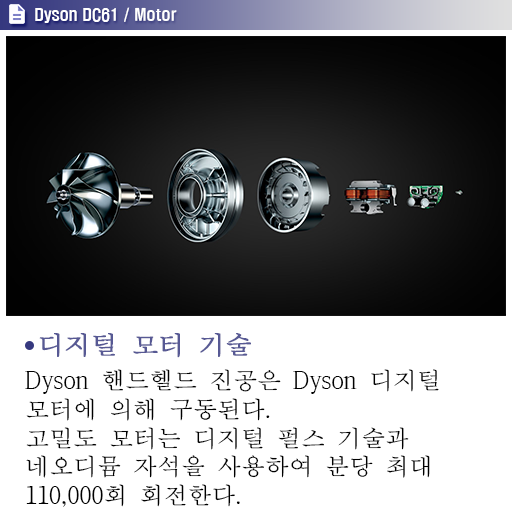 Dyson DC61 / Motor
•디지털 모터 기술
Dyson 핸드헬드 진공은 Dyson 디지털
모터에 의해 구동된다.
고밀도 모터는 디지털 펄스 기술과
네오디뮴 자석을 사용하여 분당 최대
110,000회 회전한다.